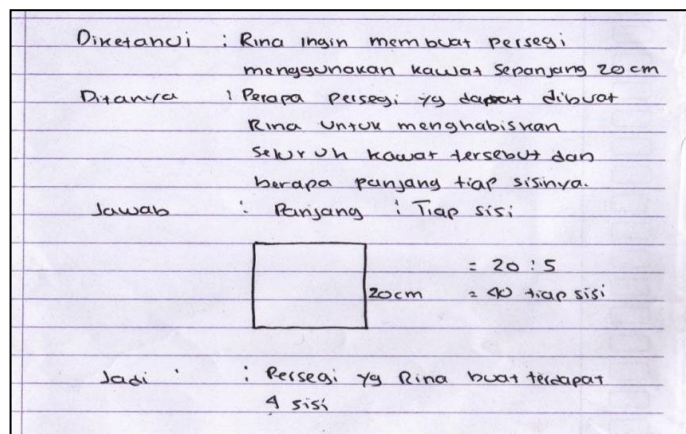 Diketahui : Rina ingin membuat persegi
menggunakan kawat sepanjang 20 cm
Ditanya : Perapa persegi yg dapat dibuat
Rina untuk menghabiskan
seluruh kawat tersebut dan
berapa panjang tiap sisinya.
Jawab : Panjang : Tiap sisi
= 20 : 5
20cm = 40 tiap sisi
Jadi : Persegi yg Rina buat terdapat
4 sisi